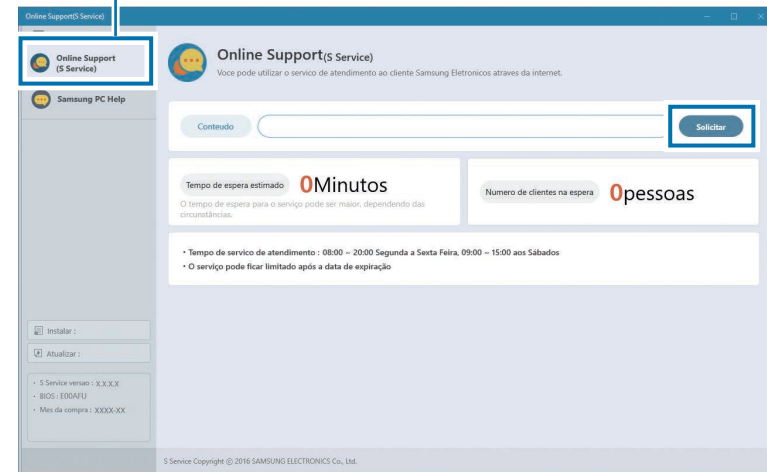 Online Support(S Service)
Online Support
(S Service)
Samsung PC Help
Instalar :
Atualizar :
• S Service versao : X.X.X.X
• BIOS : E00AFU
• Mes da compra : XXXX-XX
Online Support(S Service)
Voce pode utilizar o servico de atendimento ao cliente Samsung Eletronicos atraves da internet.
Conteudo
Solicitar
Tempo de espera estimado 0Minutos
O tempo de espera para o serviço pode ser maior, dependendo das
circunstâncias.
Numero de clientes na espera 0pessoas
• Tempo de servico de atendimento : 08:00 ~ 20:00 Segunda a Sexta Feira, 09:00 ~ 15:00 aos Sábados
• O serviço pode ficar limitado após a data de expiração
S Service Copyright ⓒ 2016 SAMSUNG ELECTRONICS Co., Ltd.